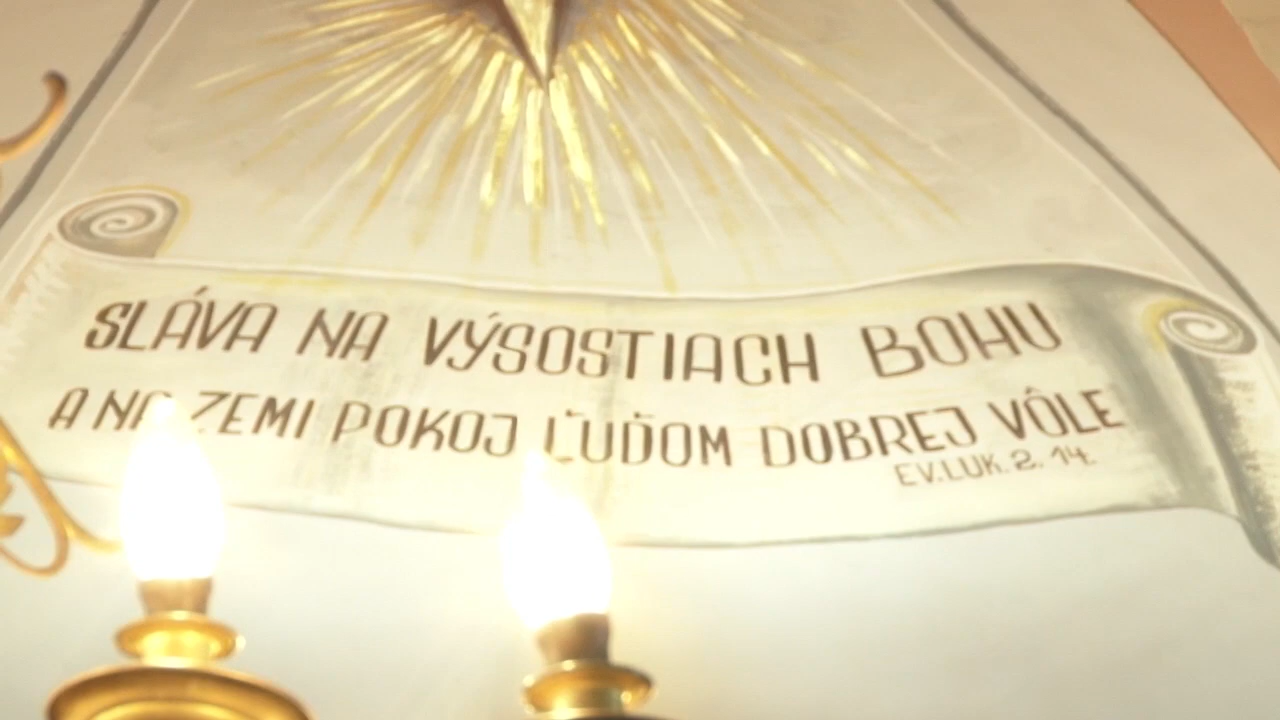 SLÁVA NA VÝSOSTIACH BOHU
A NA ZEMI POKOJ ĽUĎOM DOBREJ VÔLE
EV. LUK. 2. 14.